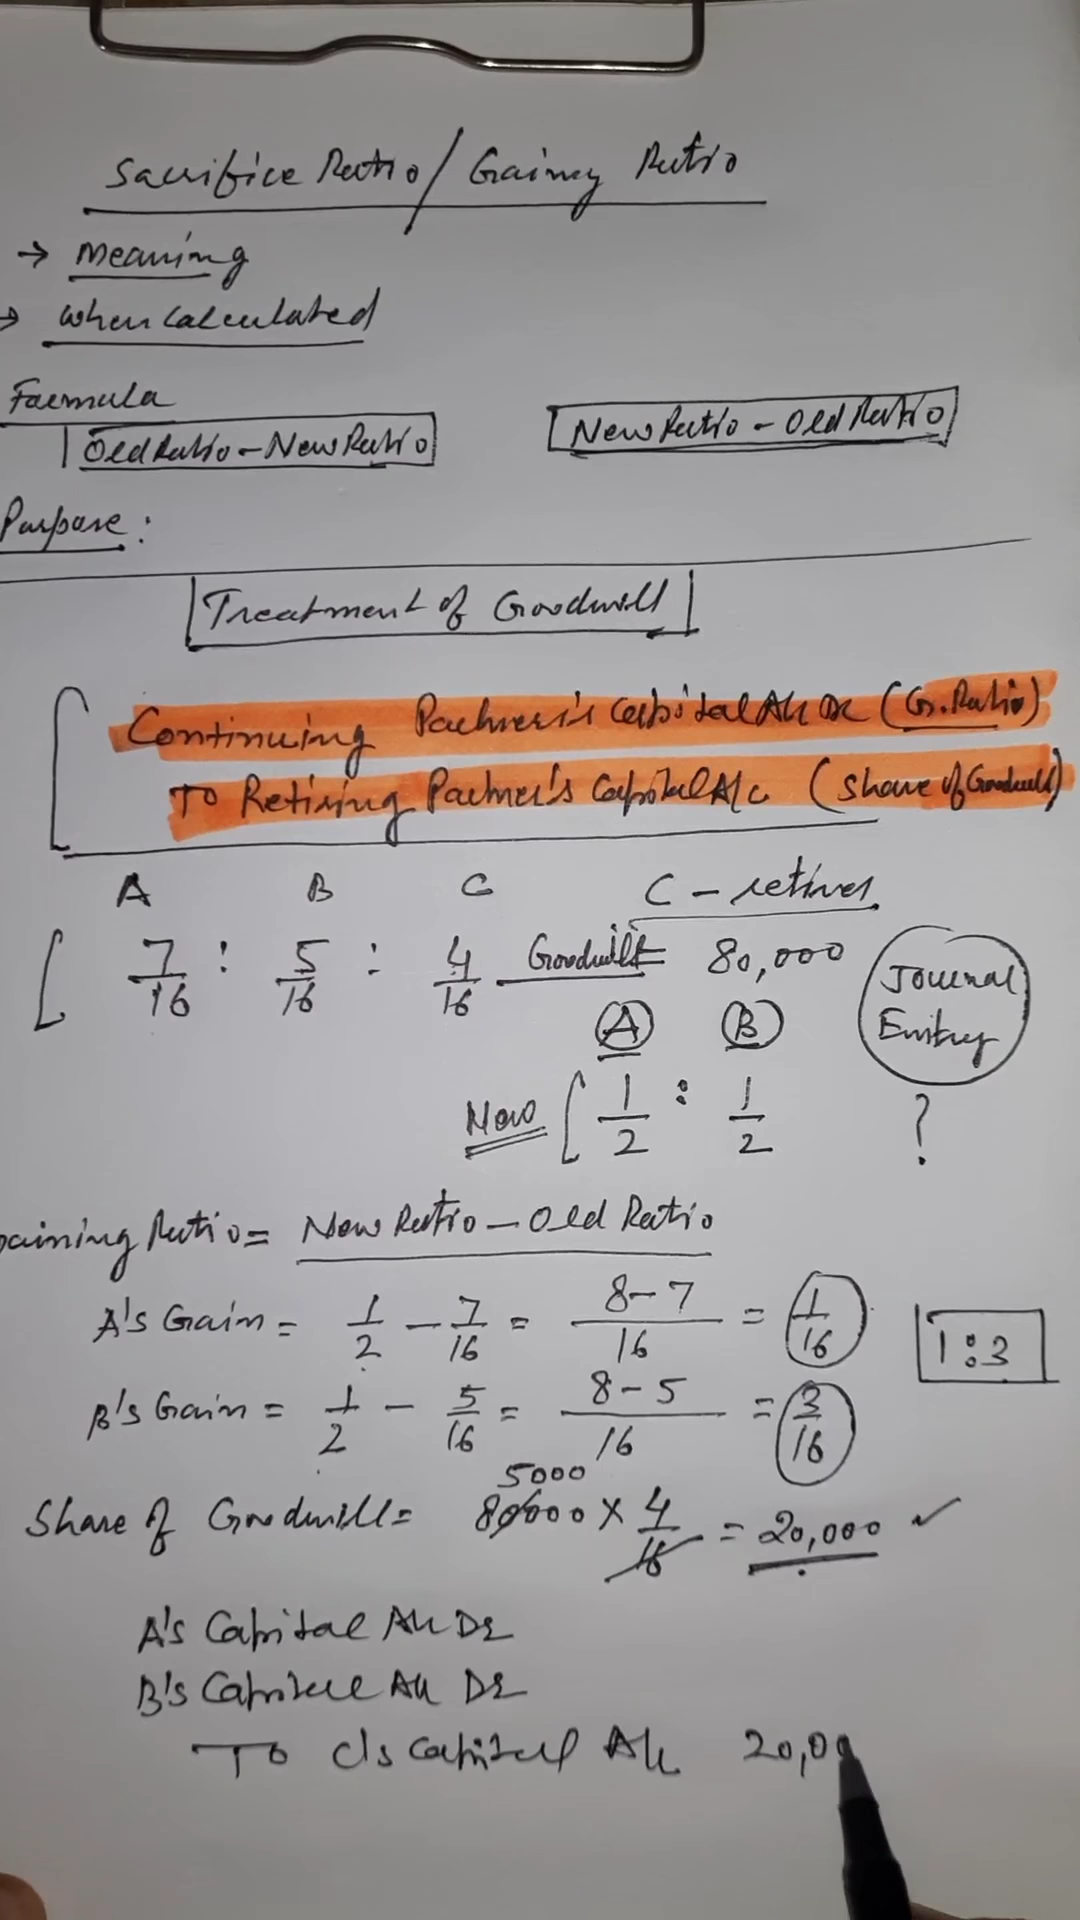 Sacrifice Ratio / Gaining Ratio
→ Meaning
→ When Calculated
Formula
Old Ratio - New Ratio
New Ratio - Old Ratio
Purpose:
Treatment of Goodwill
Continuing Partner's Capital A/c Dr (G. Ratio)
To Retiring Partner's Capital A/c (Share of Goodwill)
A B C C - retires
7/16 : 5/16 : 4/16 Goodwill = 80,000 Journal Entry ?
A B
New 1/2 : 1/2
aining Ratio = New Ratio - Old Ratio
A's Gain = 1/2 - 7/16 = 8-7/16 = 1/16
1:3
B's Gain = 1/2 - 5/16 = 8-5/16 = 3/16
5000
Share of Goodwill = 80000 × 4/16 = 20,000 ✓
A's Capital A/c Dr
B's Capital A/c Dr
To C's Capital A/c 20,00